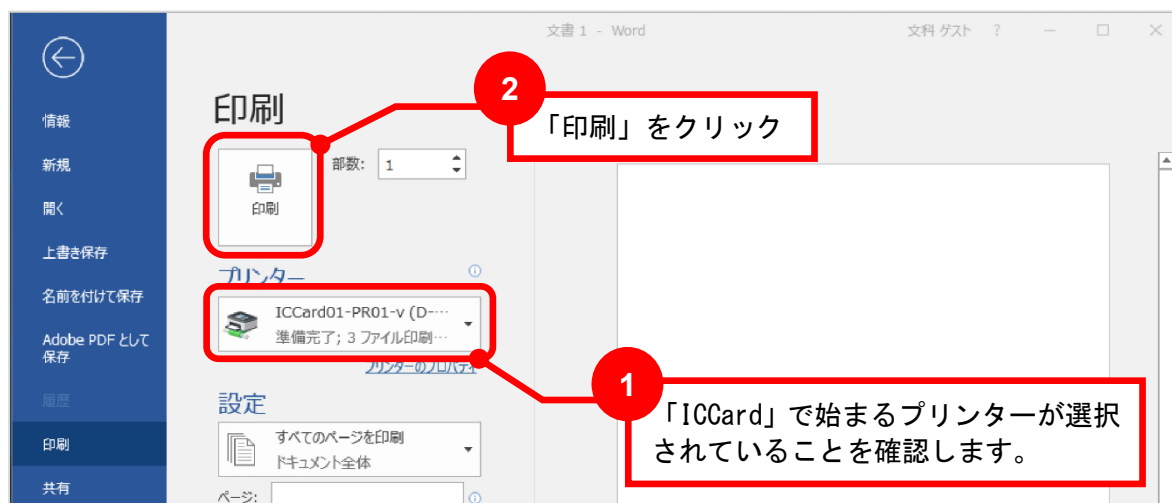 文書 1 - Word
文科 ゲスト ?
情報
新規
開く
上書き保存
名前を付けて保存
Adobe PDF として
保存
履歴
印刷
共有
印刷
印刷
部数: 1
2
「印刷」をクリック
プリンター
ICCard01-PR01-v (D-…
準備完了; 3 ファイル印刷…
プリンターのプロパティ
1
「ICCard」で始まるプリンターが選択
されていることを確認します。
設定
すべてのページを印刷
ドキュメント全体
ページ: